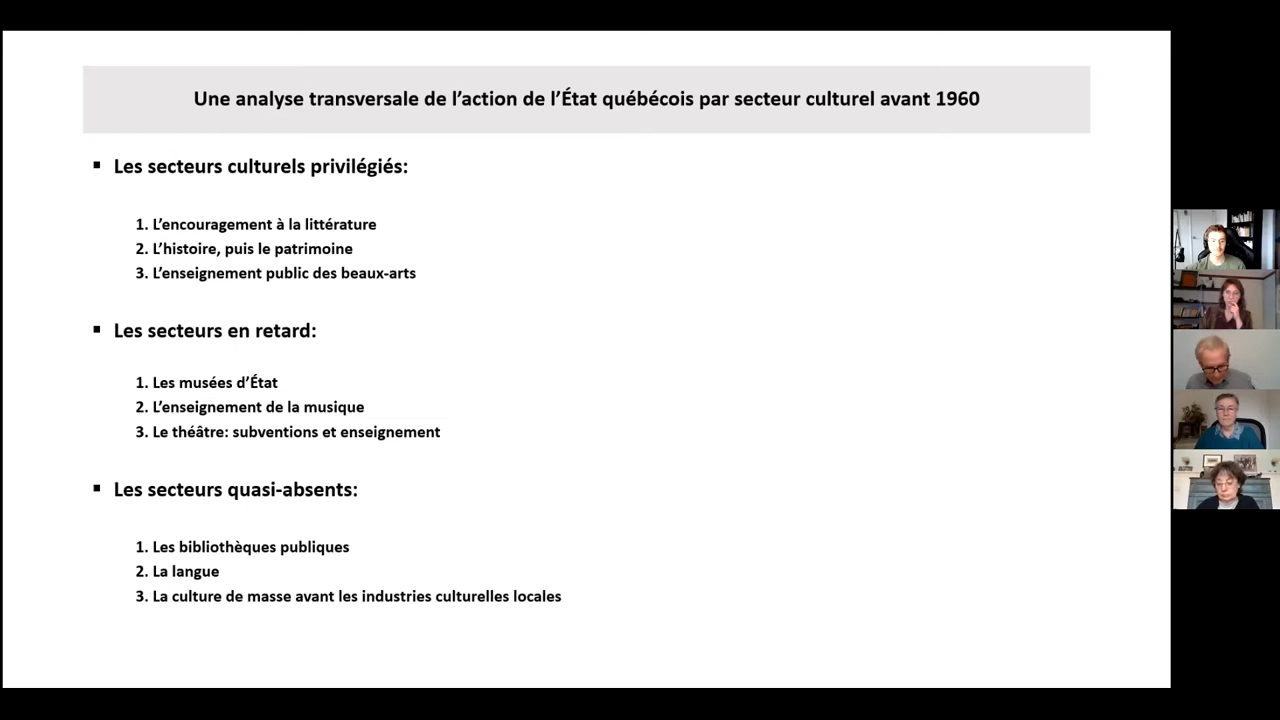 Une analyse transversale de l’action de l’État québécois par secteur culturel avant 1960
▪ Les secteurs culturels privilégiés:
1. L’encouragement à la littérature
2. L’histoire, puis le patrimoine
3. L’enseignement public des beaux-arts
▪ Les secteurs en retard:
1. Les musées d’État
2. L’enseignement de la musique
3. Le théâtre: subventions et enseignement
▪ Les secteurs quasi-absents:
1. Les bibliothèques publiques
2. La langue
3. La culture de masse avant les industries culturelles locales